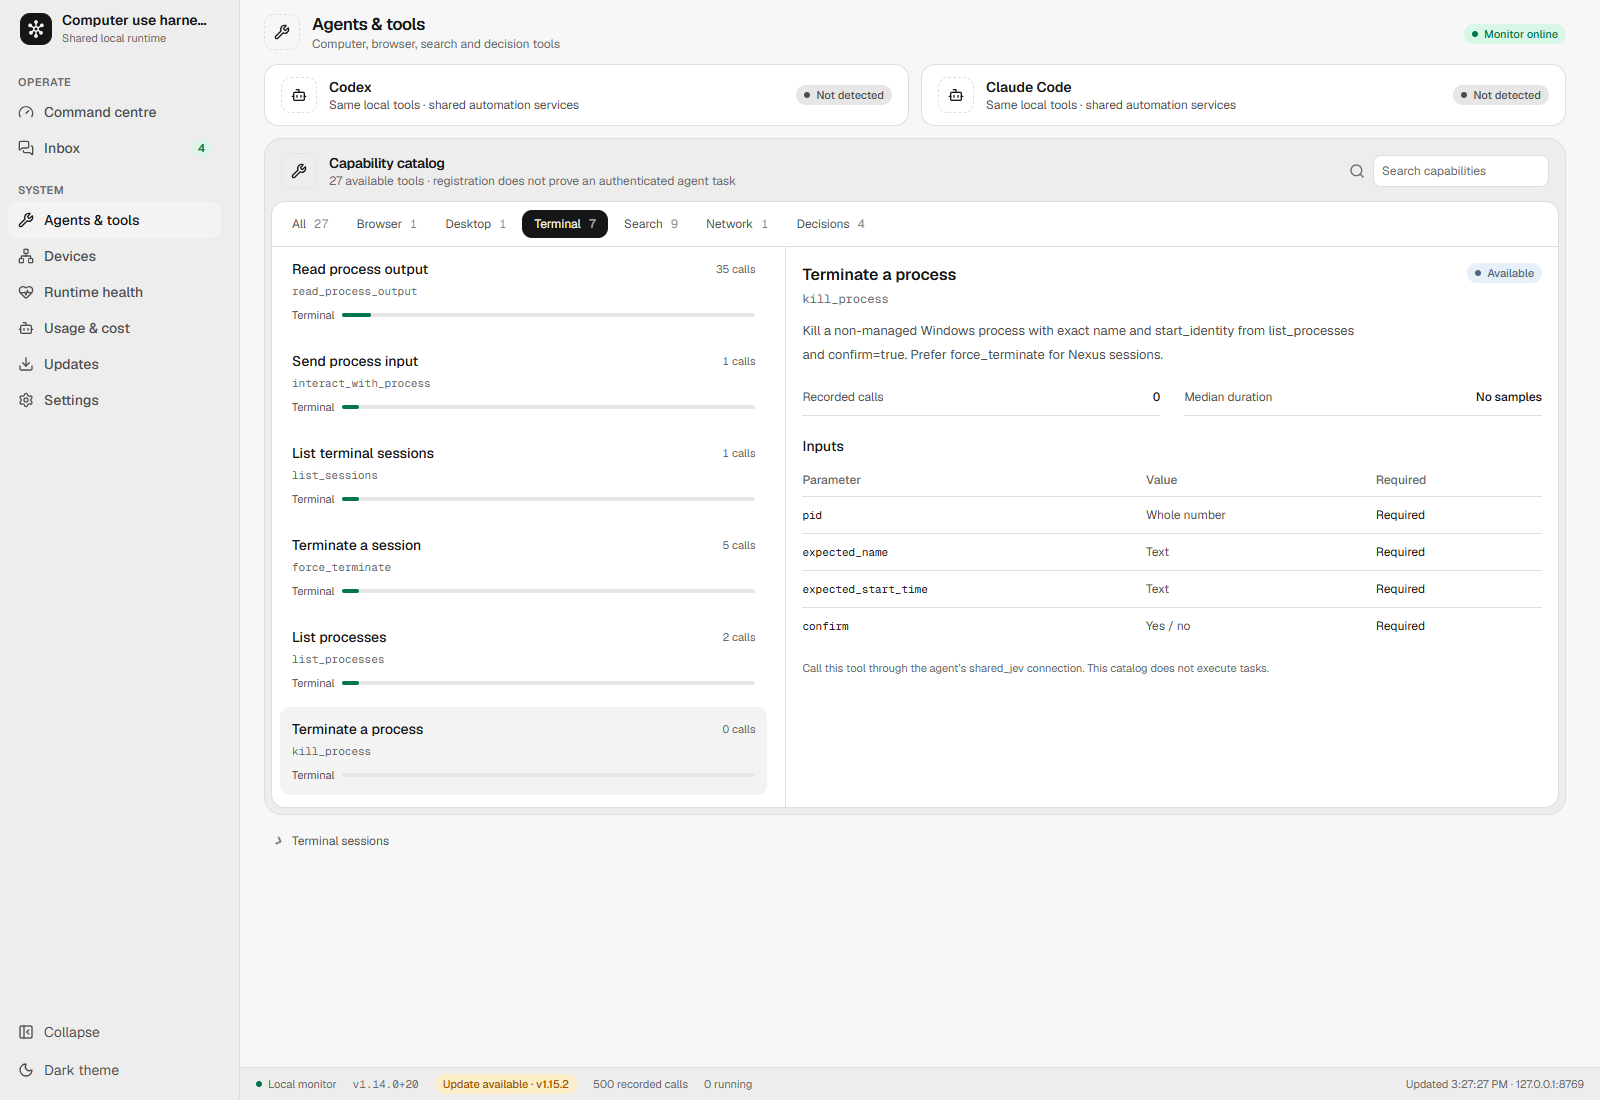 Computer use harne...
Shared local runtime
OPERATE
Command centre
Inbox 4
SYSTEM
Agents & tools
Devices
Runtime health
Usage & cost
Updates
Settings
Collapse
Dark theme
Agents & tools
Computer, browser, search and decision tools
Monitor online
Codex
Same local tools · shared automation services
Not detected
Claude Code
Same local tools · shared automation services
Not detected
Capability catalog
27 available tools · registration does not prove an authenticated agent task
Search capabilities
All 27 Browser 1 Desktop 1 Terminal 7 Search 9 Network 1 Decisions 4
Read process output 35 calls
read_process_output
Terminal
Send process input 1 calls
interact_with_process
Terminal
List terminal sessions 1 calls
list_sessions
Terminal
Terminate a session 5 calls
force_terminate
Terminal
List processes 2 calls
list_processes
Terminal
Terminate a process 0 calls
kill_process
Terminal
Terminate a process Available
kill_process
Kill a non-managed Windows process with exact name and start_identity from list_processes
and confirm=true. Prefer force_terminate for Nexus sessions.
Recorded calls 0 Median duration No samples
Inputs
Parameter Value Required
pid Whole number Required
expected_name Text Required
expected_start_time Text Required
confirm Yes / no Required
Call this tool through the agent's shared_jev connection. This catalog does not execute tasks.
Terminal sessions
Local monitor v1.14.0+20 Update available · v1.15.2 500 recorded calls 0 running Updated 3:27:27 PM · 127.0.0.1:8769